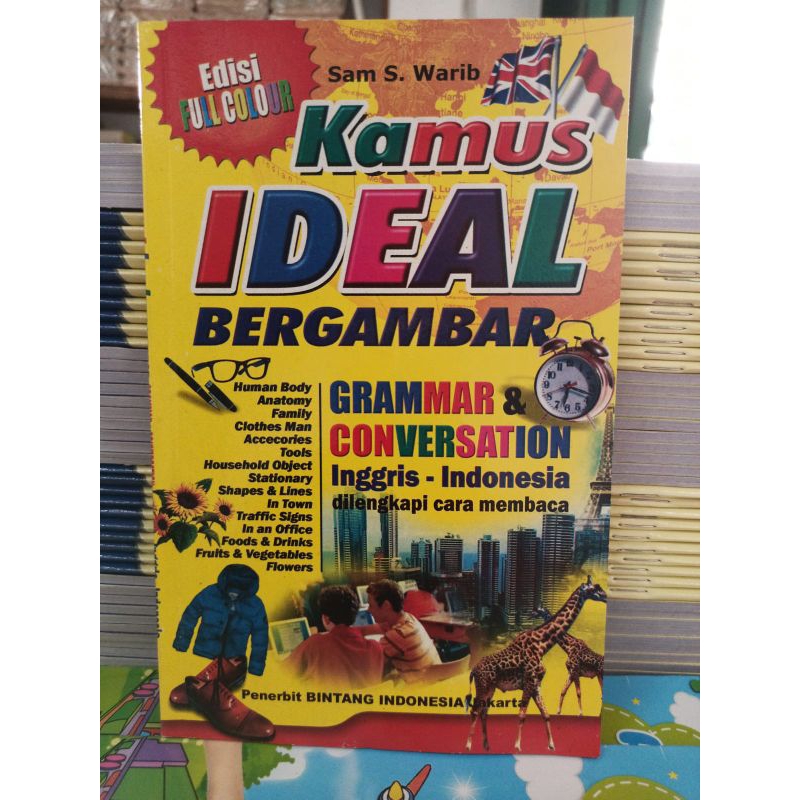 Edisi
FULL COLOUR
Sam S. Warib
Kamus
IDEAL
BERGAMBAR
Human Body
Anatomy
Family
Clothes Man
Accecories
Tools
Household Object
Stationary
Shapes & Lines
In Town
Traffic Signs
In an Office
Foods & Drinks
Fruits & Vegetables
Flowers
GRAMMAR &
CONVERSATION
Inggris - Indonesia
dilengkapi cara membaca
Penerbit BINTANG INDONESIA Jakarta